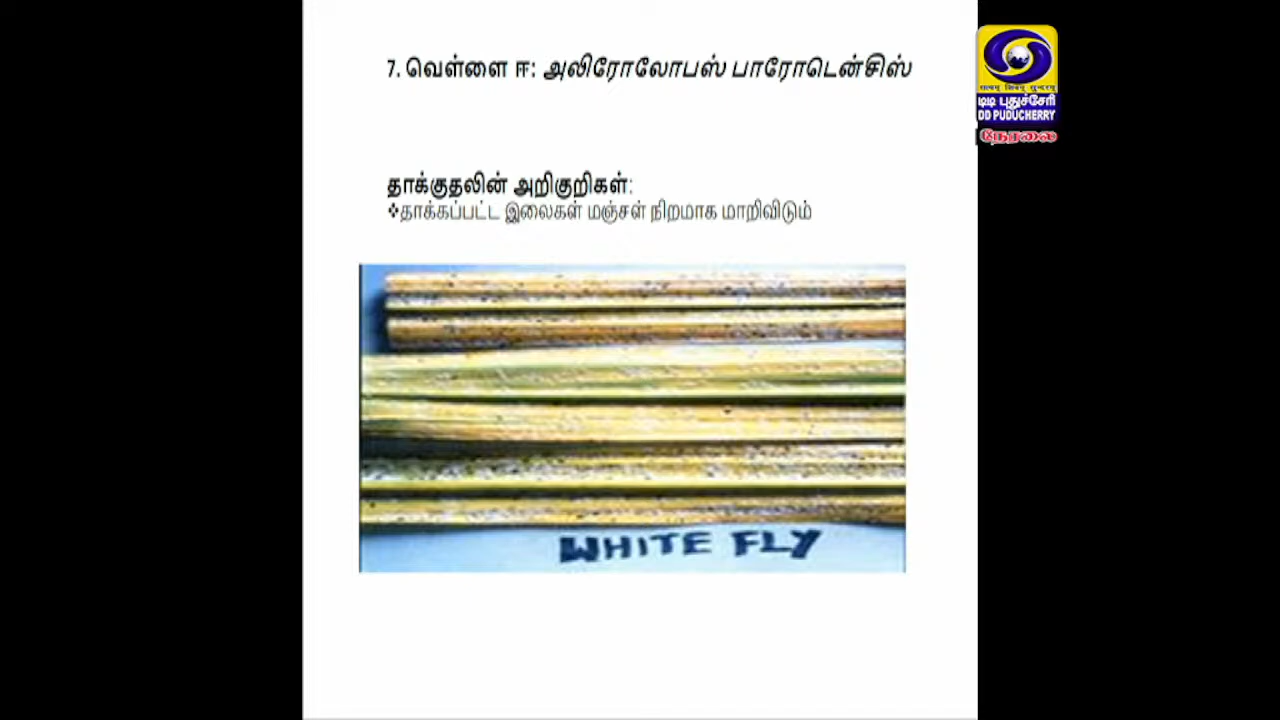 7. வெள்ளை ஈ: அலிரோலோபஸ் பாரோடென்சிஸ்
டிடி புதுச்சேரி
DD PUDUCHERRY
நேரலை
தாக்குதலின் அறிகுறிகள்:
❖தாக்கப்பட்ட இலைகள் மஞ்சள் நிறமாக மாறிவிடும்
WHITE FLY